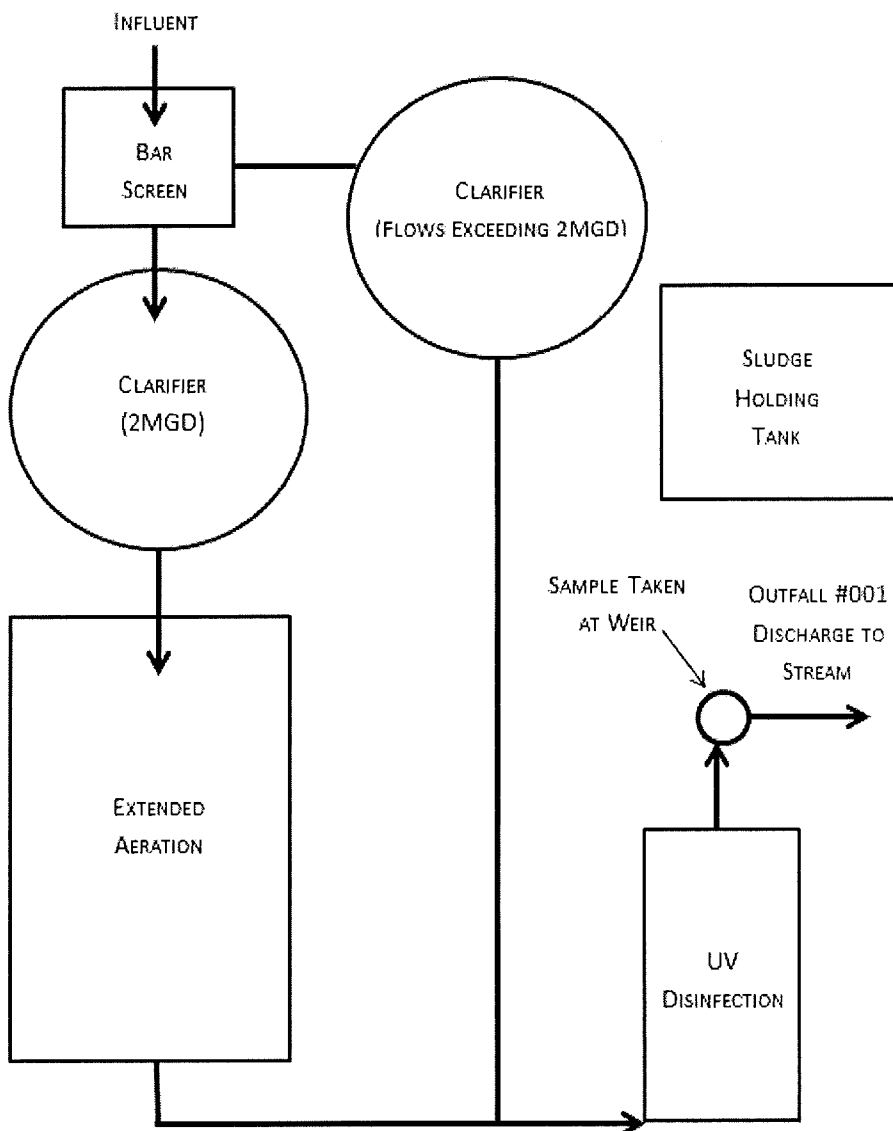 INFLUENT
BAR
SCREEN
CLARIFIER
(FLOWS EXCEEDING 2MGD)
CLARIFIER
(2MGD)
SLUDGE
HOLDING
TANK
SAMPLE TAKEN
AT WEIR
OUTFALL #001
DISCHARGE TO
STREAM
EXTENDED
AERATION
UV
DISINFECTION